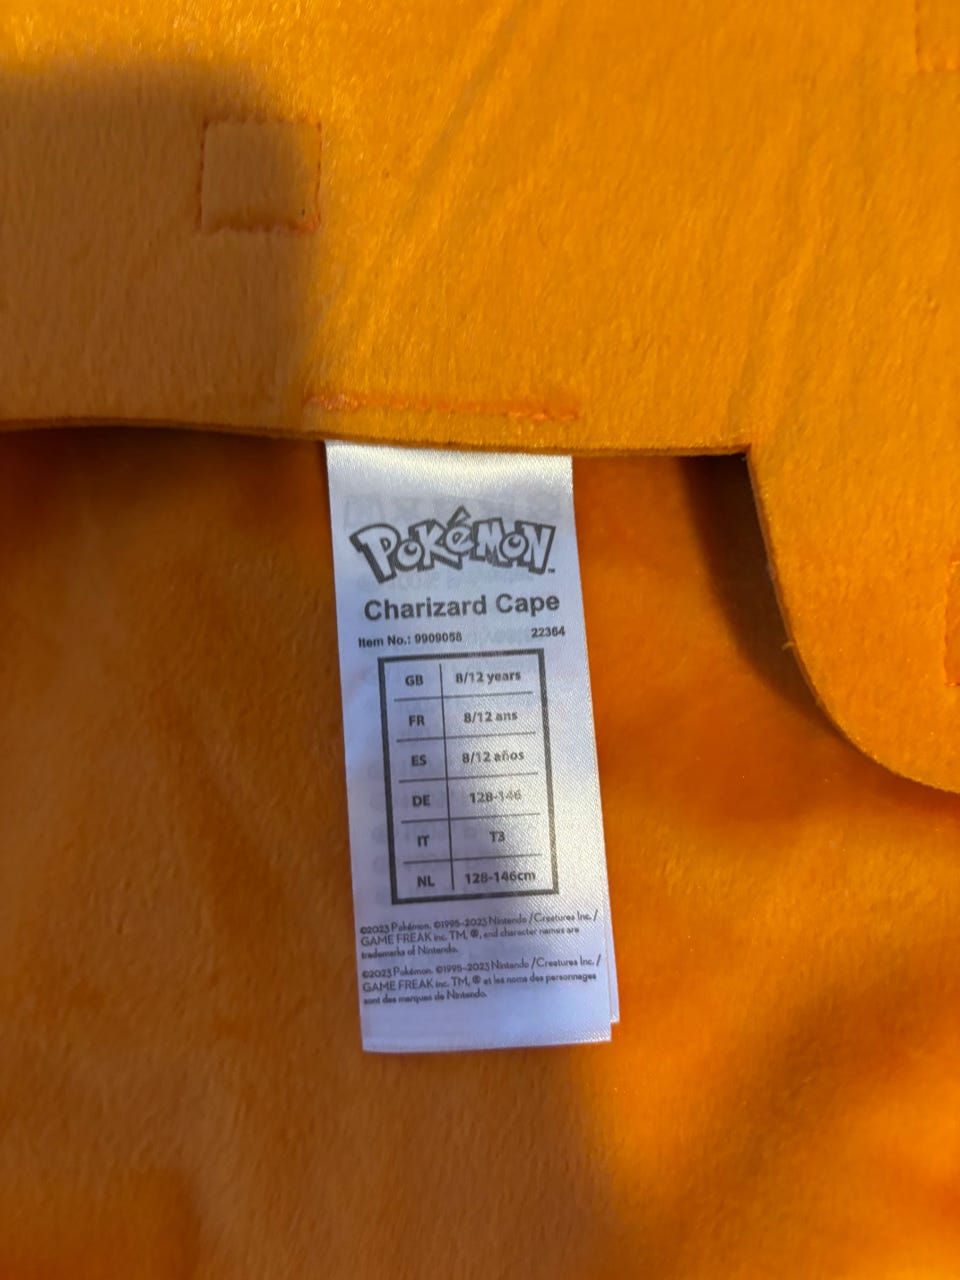 POKéMON™
Charizard Cape
Item No.: 9909058 22364
GB 8/12 years
FR 8/12 ans
ES 8/12 años
DE 128-146
IT T3
NL 128-146cm
©2023 Pokémon. ©1995–2023 Nintendo /Creatures Inc. /
GAME FREAK inc. TM, ®, and character names are
trademarks of Nintendo.
©2023 Pokémon. ©1995–2023 Nintendo /Creatures Inc. /
GAME FREAK inc. TM, ® et les noms des personnages
sont des marques de Nintendo.